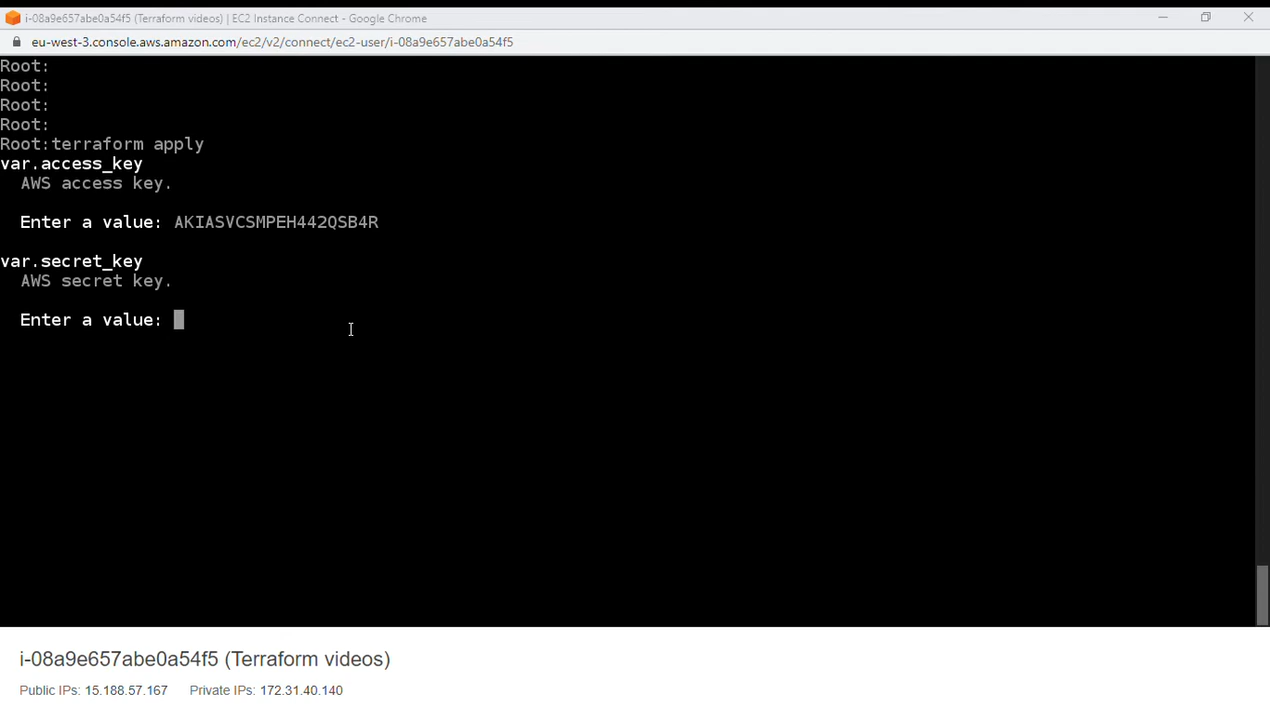 i-08a9e657abe0a54f5 (Terraform videos) | EC2 Instance Connect - Google Chrome
eu-west-3.console.aws.amazon.com/ec2/v2/connect/ec2-user/i-08a9e657abe0a54f5
Root:
Root:
Root:
Root:
Root:terraform apply
var.access_key
AWS access key.
Enter a value: AKIASVCSMPEH442QSB4R
var.secret_key
AWS secret key.
Enter a value:
i-08a9e657abe0a54f5 (Terraform videos)
Public IPs: 15.188.57.167 Private IPs: 172.31.40.140